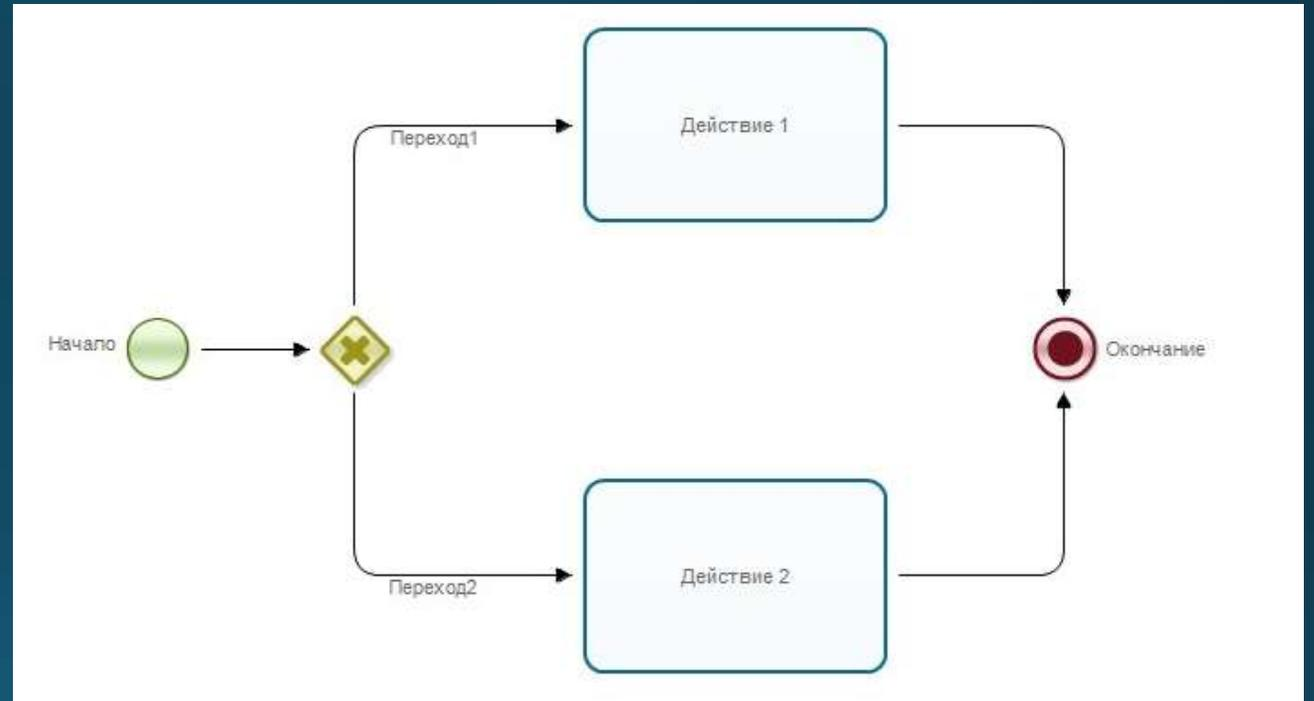 Действие 1
Переход1
Начало
Окончание
Действие 2
Переход2